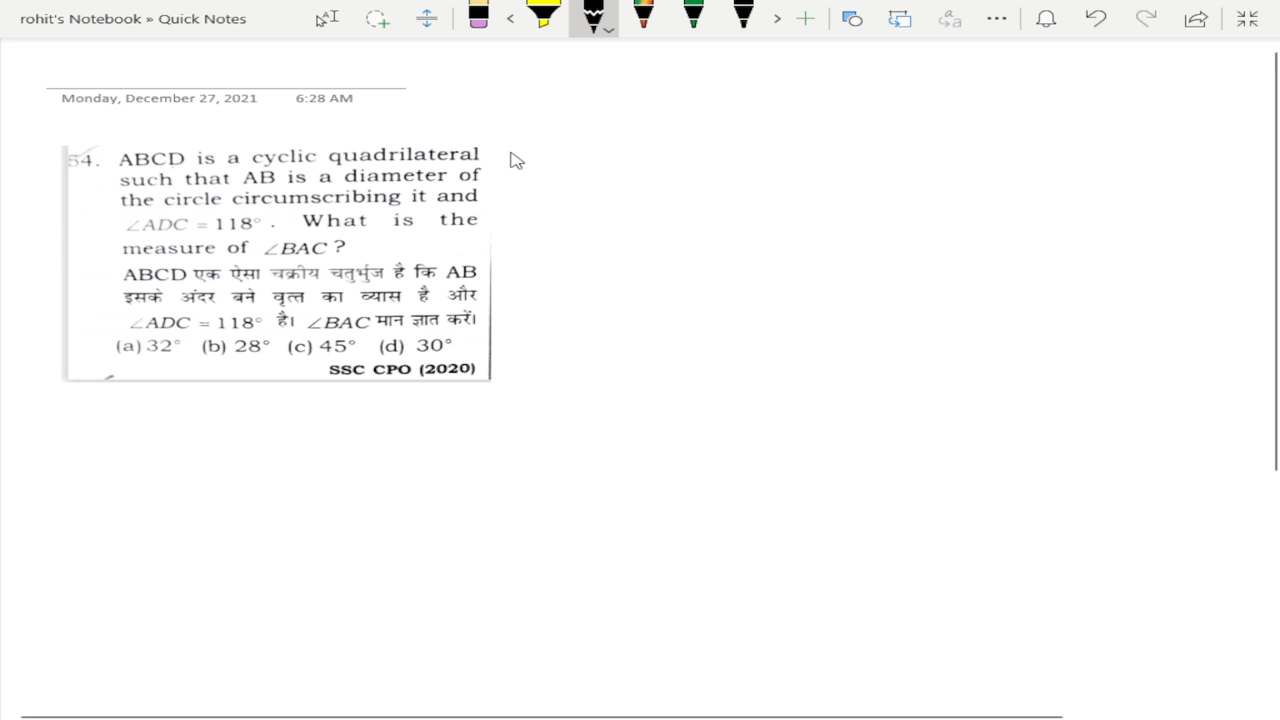 rohit's Notebook » Quick Notes
Monday, December 27, 2021 6:28 AM
54. ABCD is a cyclic quadrilateral
such that AB is a diameter of
the circle circumscribing it and
∠ADC = 118°. What is the
measure of ∠BAC ?
ABCD एक ऐसा चक्रीय चतुर्भुज है कि AB
इसके अंदर बने वृत्त का व्यास है और
∠ADC = 118° है। ∠BAC मान ज्ञात करें।
(a) 32° (b) 28° (c) 45° (d) 30°
SSC CPO (2020)